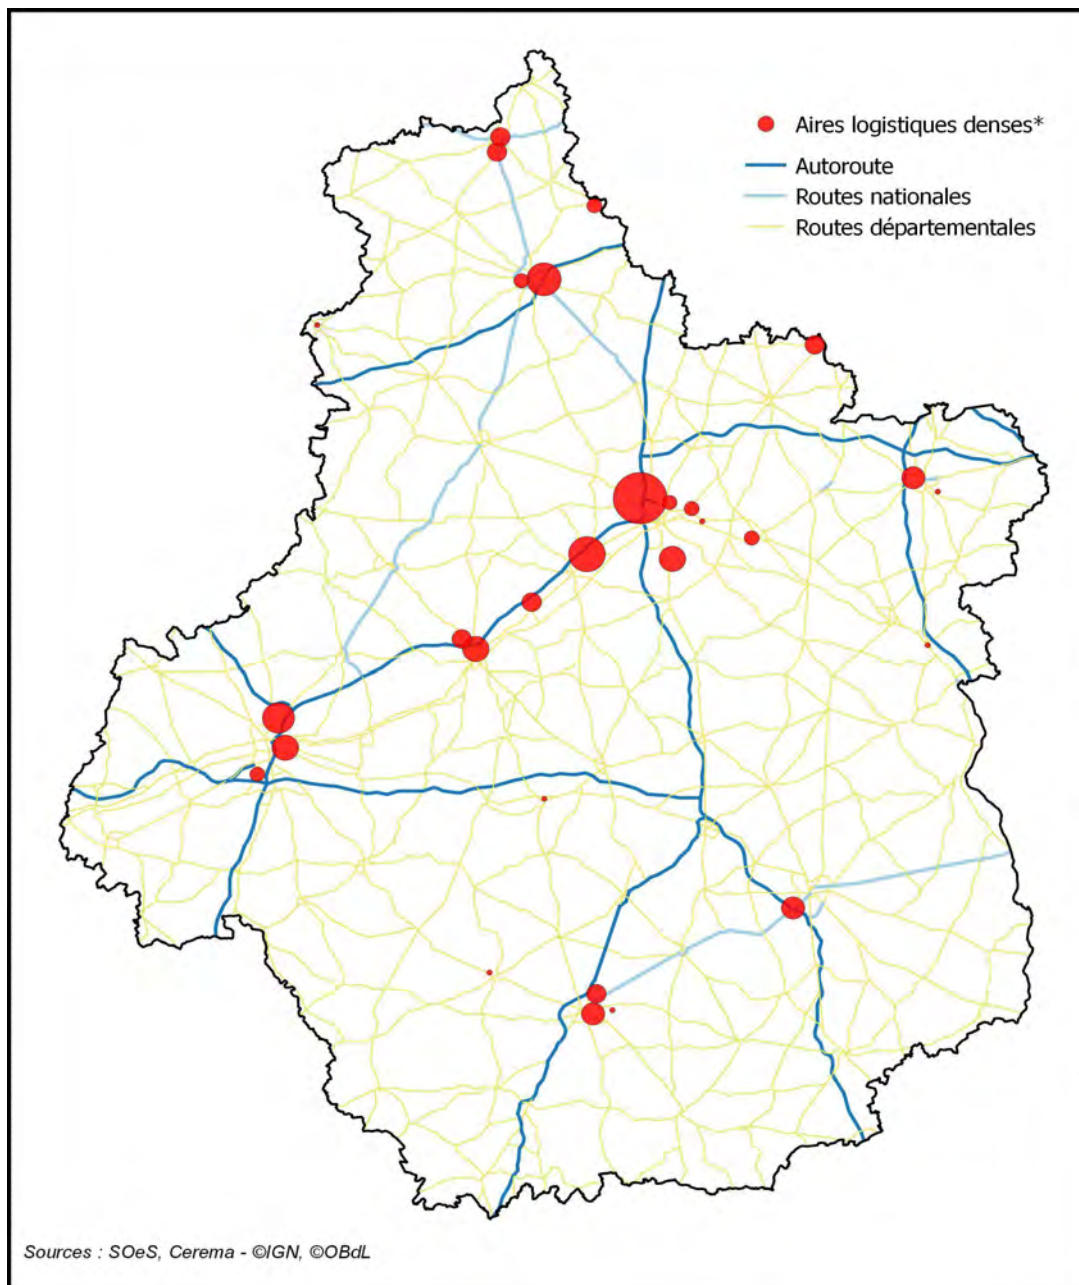 Aires logistiques denses*
Autoroute
Routes nationales
Routes départementales
Sources : SOeS, Cerema - ©IGN, ©OBdL